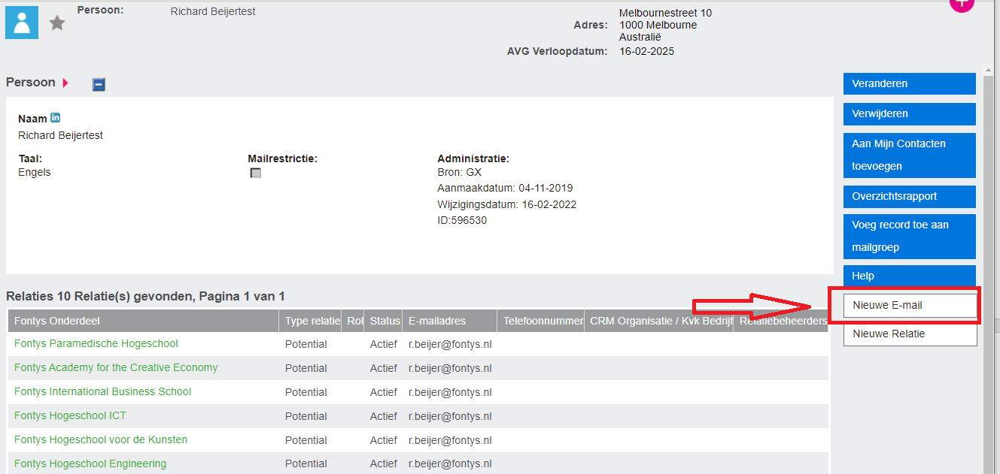 Persoon: Richard Beijertest
Adres: Melbournestreet 10
1000 Melbourne
Australië
AVG Verloopdatum: 16-02-2025
Persoon
Naam in
Richard Beijertest
Taal:
Engels
Mailrestrictie:
Administratie:
Bron: GX
Aanmaakdatum: 04-11-2019
Wijzigingsdatum: 16-02-2022
ID:596530
Veranderen
Verwijderen
Aan Mijn Contacten
toevoegen
Overzichtsrapport
Voeg record toe aan
mailgroep
Help
Nieuwe E-mail
Nieuwe Relatie
Relaties 10 Relatie(s) gevonden, Pagina 1 van 1
Fontys Onderdeel Type relatie Rol Status E-mailadres Telefoonnummer CRM Organisatie / Kvk Bedrijf Relatiebeheerders
Fontys Paramedische Hogeschool Potential Actief r.beijer@fontys.nl
Fontys Academy for the Creative Economy Potential Actief r.beijer@fontys.nl
Fontys International Business School Potential Actief r.beijer@fontys.nl
Fontys Hogeschool ICT Potential Actief r.beijer@fontys.nl
Fontys Hogeschool voor de Kunsten Potential Actief r.beijer@fontys.nl
Fontys Hogeschool Engineering Potential Actief r.beijer@fontys.nl